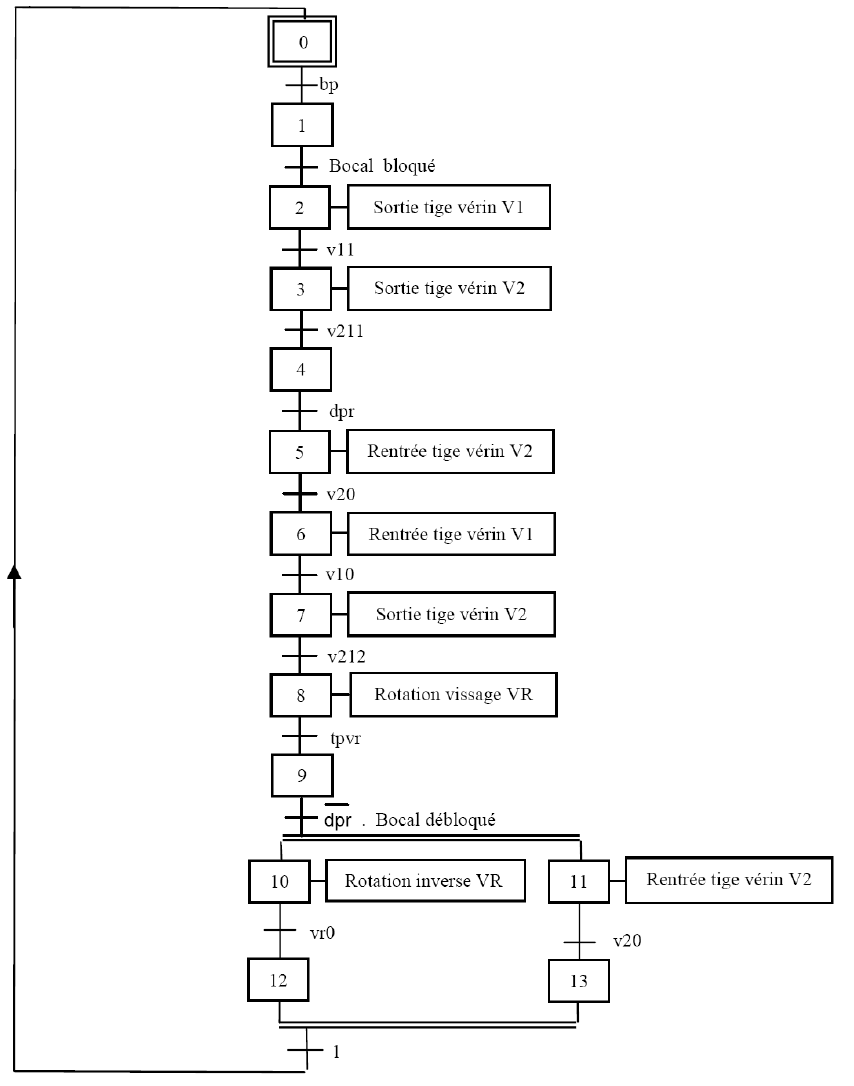 0
bp
1
Bocal bloqué
2 Sortie tige vérin V1
v11
3 Sortie tige vérin V2
v211
4
dpr
5 Rentrée tige vérin V2
v20
6 Rentrée tige vérin V1
v10
7 Sortie tige vérin V2
v212
8 Rotation vissage VR
tpvr
9
d̅p̅r̅ . Bocal débloqué
10 Rotation inverse VR 11 Rentrée tige vérin V2
vr0 v20
12 13
1